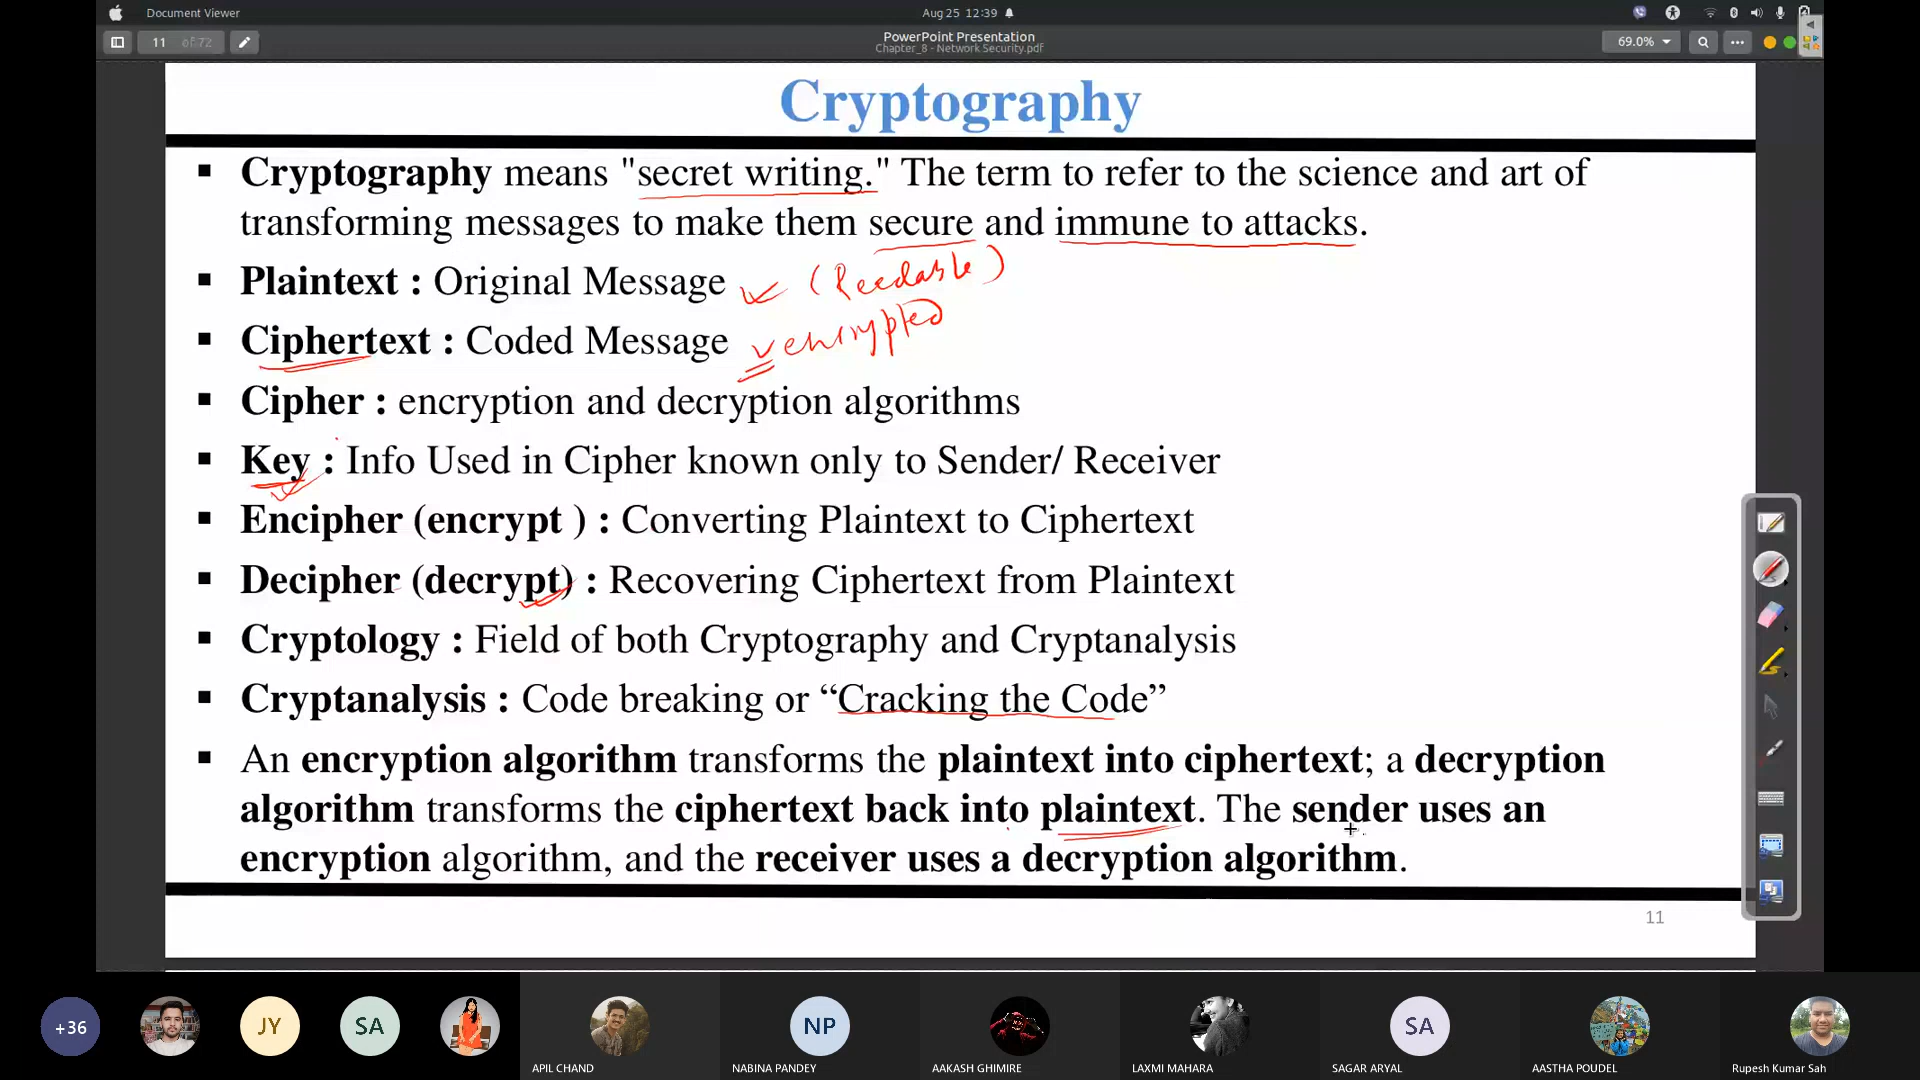 Document Viewer
Aug 25 12:39
11 of 72
PowerPoint Presentation
Chapter_8 - Network Security.pdf
69.0%
Cryptography
▪ Cryptography means "secret writing." The term to refer to the science and art of
transforming messages to make them secure and immune to attacks.
▪ Plaintext : Original Message (Readable)
▪ Ciphertext : Coded Message encrypted
▪ Cipher : encryption and decryption algorithms
▪ Key : Info Used in Cipher known only to Sender/ Receiver
▪ Encipher (encrypt ) : Converting Plaintext to Ciphertext
▪ Decipher (decrypt) : Recovering Ciphertext from Plaintext
▪ Cryptology : Field of both Cryptography and Cryptanalysis
▪ Cryptanalysis : Code breaking or “Cracking the Code”
▪ An encryption algorithm transforms the plaintext into ciphertext; a decryption
algorithm transforms the ciphertext back into plaintext. The sender uses an
encryption algorithm, and the receiver uses a decryption algorithm.
11
+36
JY
SA
NP
SA
APIL CHAND
NABINA PANDEY
AAKASH GHIMIRE
LAXMI MAHARA
SAGAR ARYAL
AASTHA POUDEL
Rupesh Kumar Sah